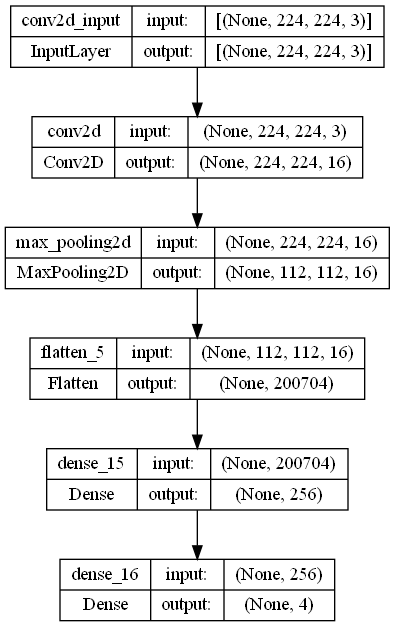 conv2d_input input: [(None, 224, 224, 3)]
InputLayer output: [(None, 224, 224, 3)]
conv2d input: (None, 224, 224, 3)
Conv2D output: (None, 224, 224, 16)
max_pooling2d input: (None, 224, 224, 16)
MaxPooling2D output: (None, 112, 112, 16)
flatten_5 input: (None, 112, 112, 16)
Flatten output: (None, 200704)
dense_15 input: (None, 200704)
Dense output: (None, 256)
dense_16 input: (None, 256)
Dense output: (None, 4)